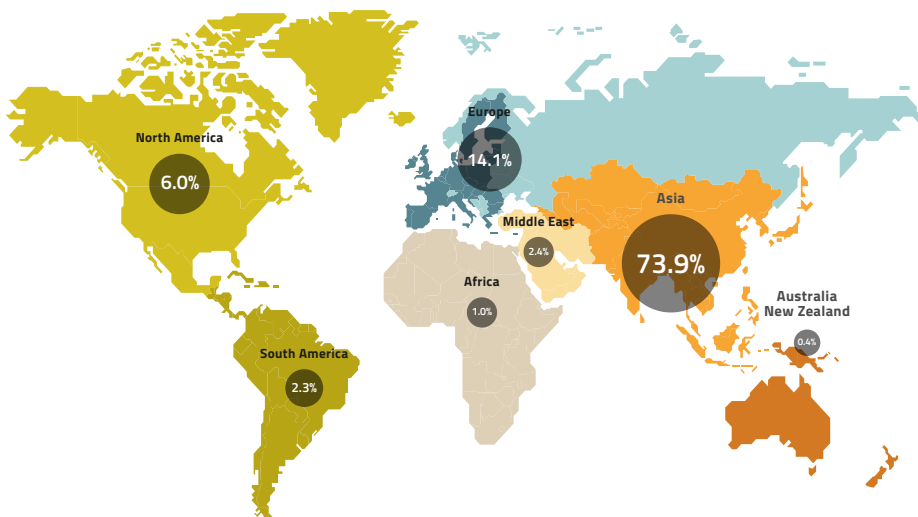 Europe
14.1%
North America
6.0%
Asia
73.9%
Middle East
2.4%
Africa
1.0%
Australia
New Zealand
0.4%
South America
2.3%